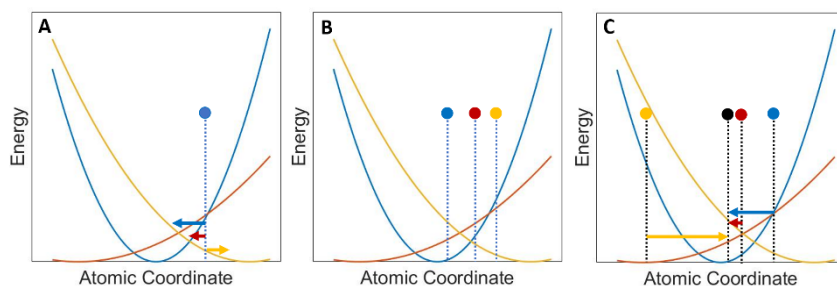 A
B
C
Energy
Energy
Energy
Atomic Coordinate
Atomic Coordinate
Atomic Coordinate